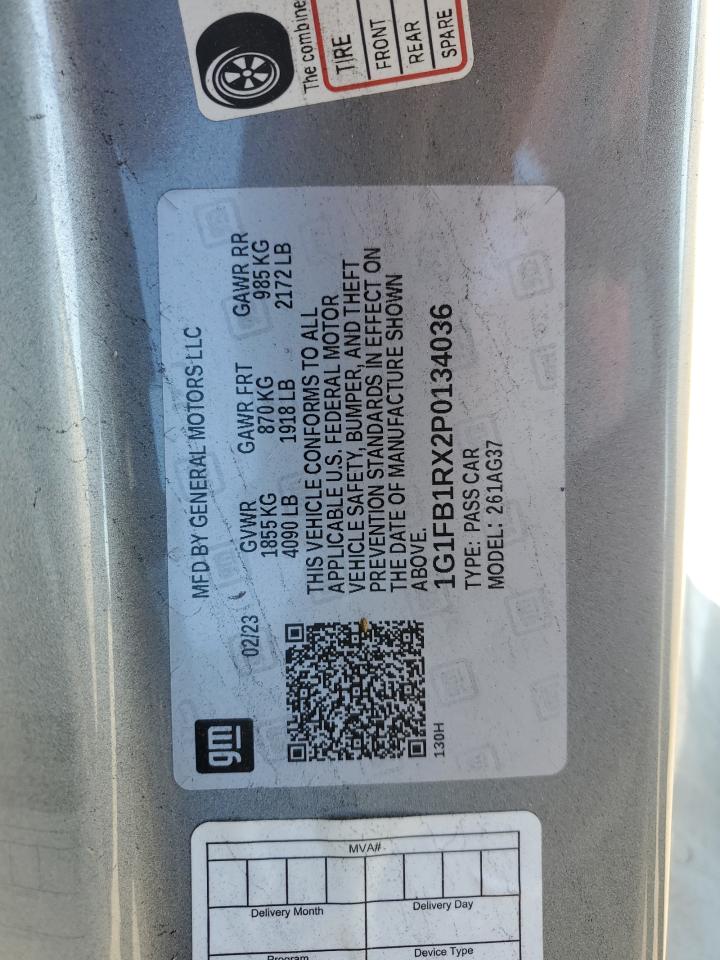 The combine
TIRE
FRONT
REAR
SPARE
MFD BY GENERAL MOTORS LLC
02/23
GVWR GAWR FRT GAWR RR
1855KG 870 KG 985 KG
4090 LB 1918 LB 2172 LB
THIS VEHICLE CONFORMS TO ALL
APPLICABLE U.S. FEDERAL MOTOR
VEHICLE SAFETY, BUMPER, AND THEFT
PREVENTION STANDARDS IN EFFECT ON
THE DATE OF MANUFACTURE SHOWN
ABOVE.
1G1FB1RX2P0134036
TYPE: PASS CAR
MODEL: 261AG37
gm
130H
MVA#
Delivery Month Delivery Day
Program Device Type